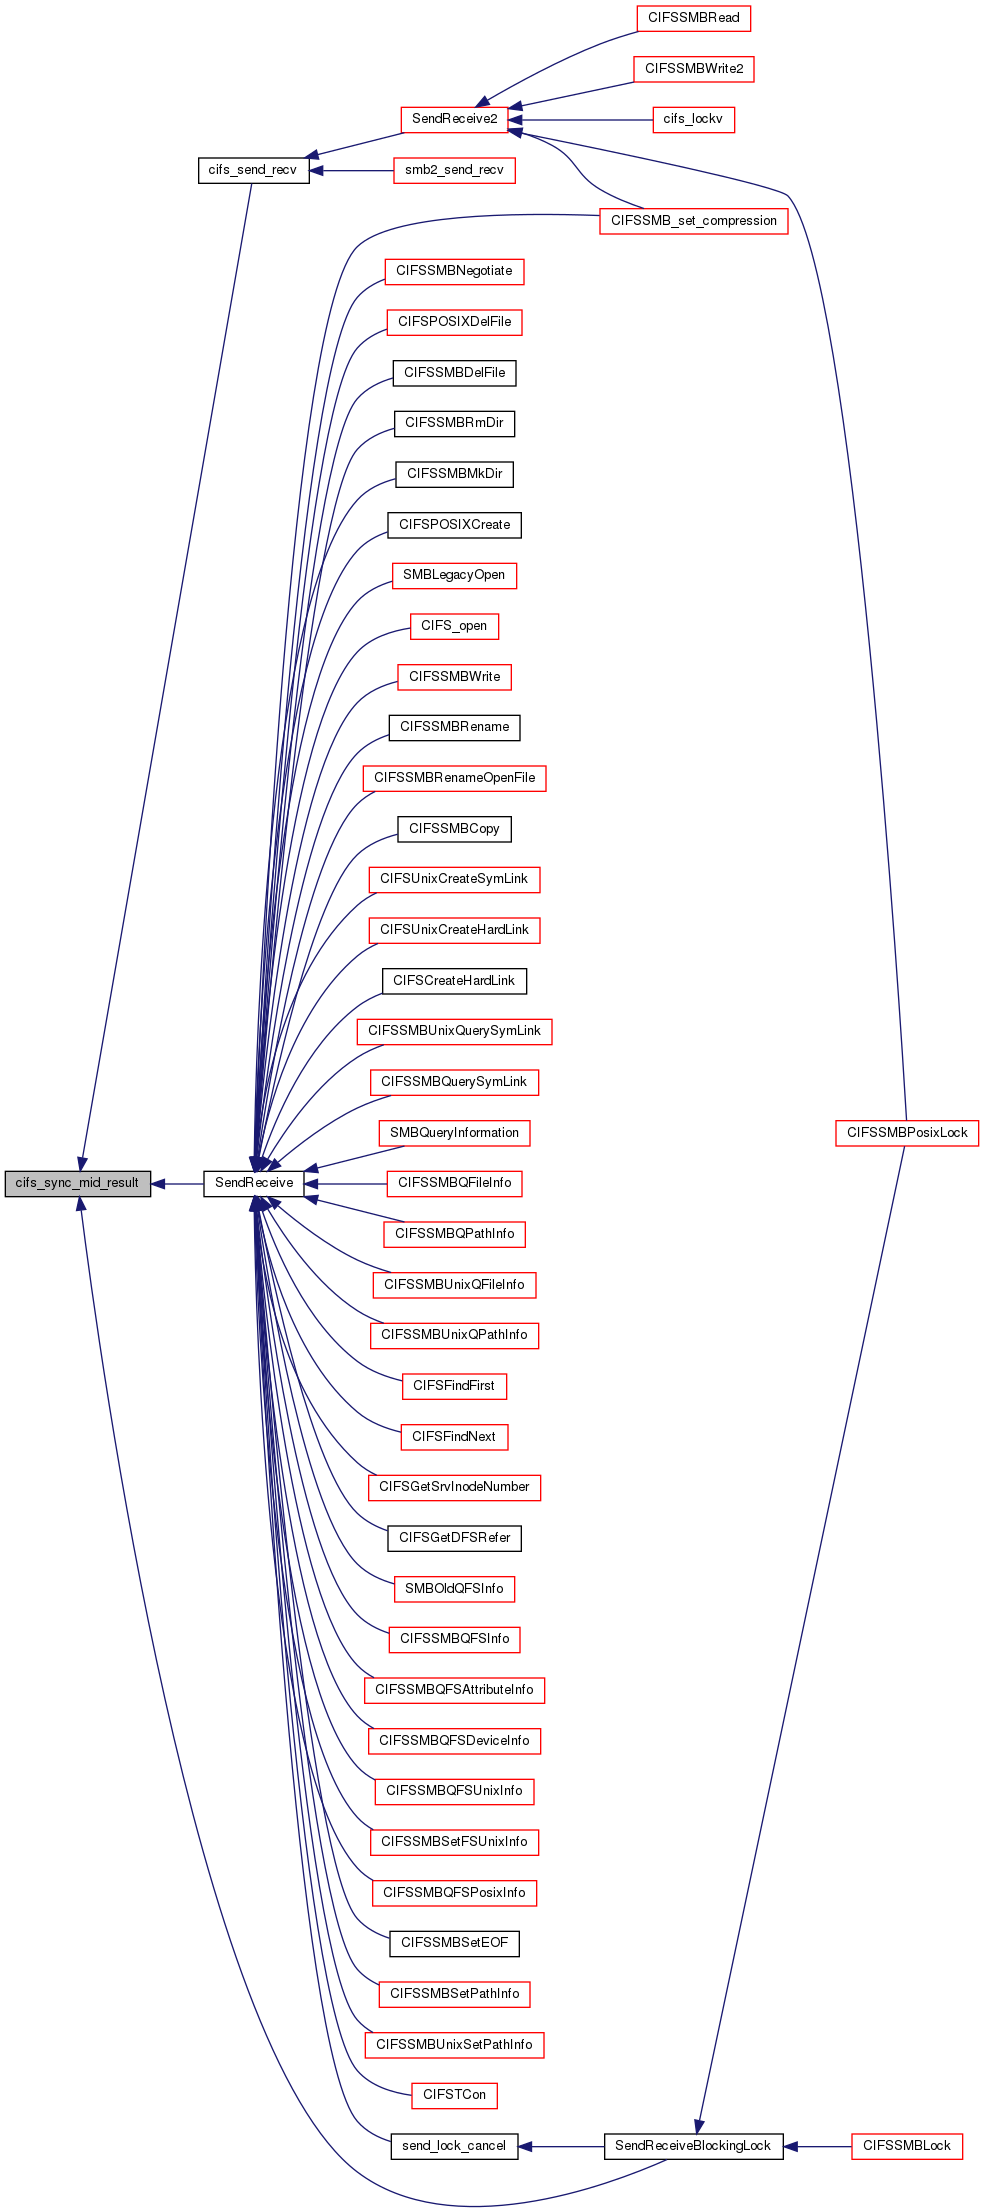 CIFSSMBRead
CIFSSMBWrite2
SendReceive2
cifs_lockv
cifs_send_recv
smb2_send_recv
CIFSSMB_set_compression
CIFSSMBNegotiate
CIFSPOSIXDelFile
CIFSSMBDelFile
CIFSSMBRmDir
CIFSSMBMkDir
CIFSPOSIXCreate
SMBLegacyOpen
CIFS_open
CIFSSMBWrite
CIFSSMBRename
CIFSSMBRenameOpenFile
CIFSSMBCopy
CIFSUnixCreateSymLink
CIFSUnixCreateHardLink
CIFSCreateHardLink
CIFSSMBUnixQuerySymLink
CIFSSMBQuerySymLink
SMBQueryInformation
CIFSSMBPosixLock
cifs_sync_mid_result
SendReceive
CIFSSMBQFileInfo
CIFSSMBQPathInfo
CIFSSMBUnixQFileInfo
CIFSSMBUnixQPathInfo
CIFSFindFirst
CIFSFindNext
CIFSGetSrvInodeNumber
CIFSGetDFSRefer
SMBOldQFSInfo
CIFSSMBQFSInfo
CIFSSMBQFSAttributeInfo
CIFSSMBQFSDeviceInfo
CIFSSMBQFSUnixInfo
CIFSSMBSetFSUnixInfo
CIFSSMBQFSPosixInfo
CIFSSMBSetEOF
CIFSSMBSetPathInfo
CIFSSMBUnixSetPathInfo
CIFSTCon
send_lock_cancel
SendReceiveBlockingLock
CIFSSMBLock